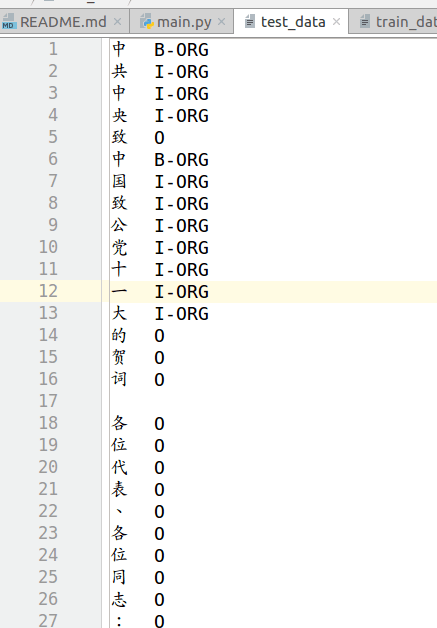 README.md main.py test_data train_dat
1 中 B-ORG
2 共 I-ORG
3 中 I-ORG
4 央 I-ORG
5 致 O
6 中 B-ORG
7 国 I-ORG
8 致 I-ORG
9 公 I-ORG
10 党 I-ORG
11 十 I-ORG
12 一 I-ORG
13 大 I-ORG
14 的 O
15 贺 O
16 词 O
17
18 各 O
19 位 O
20 代 O
21 表 O
22 、 O
23 各 O
24 位 O
25 同 O
26 志 O
27 : O